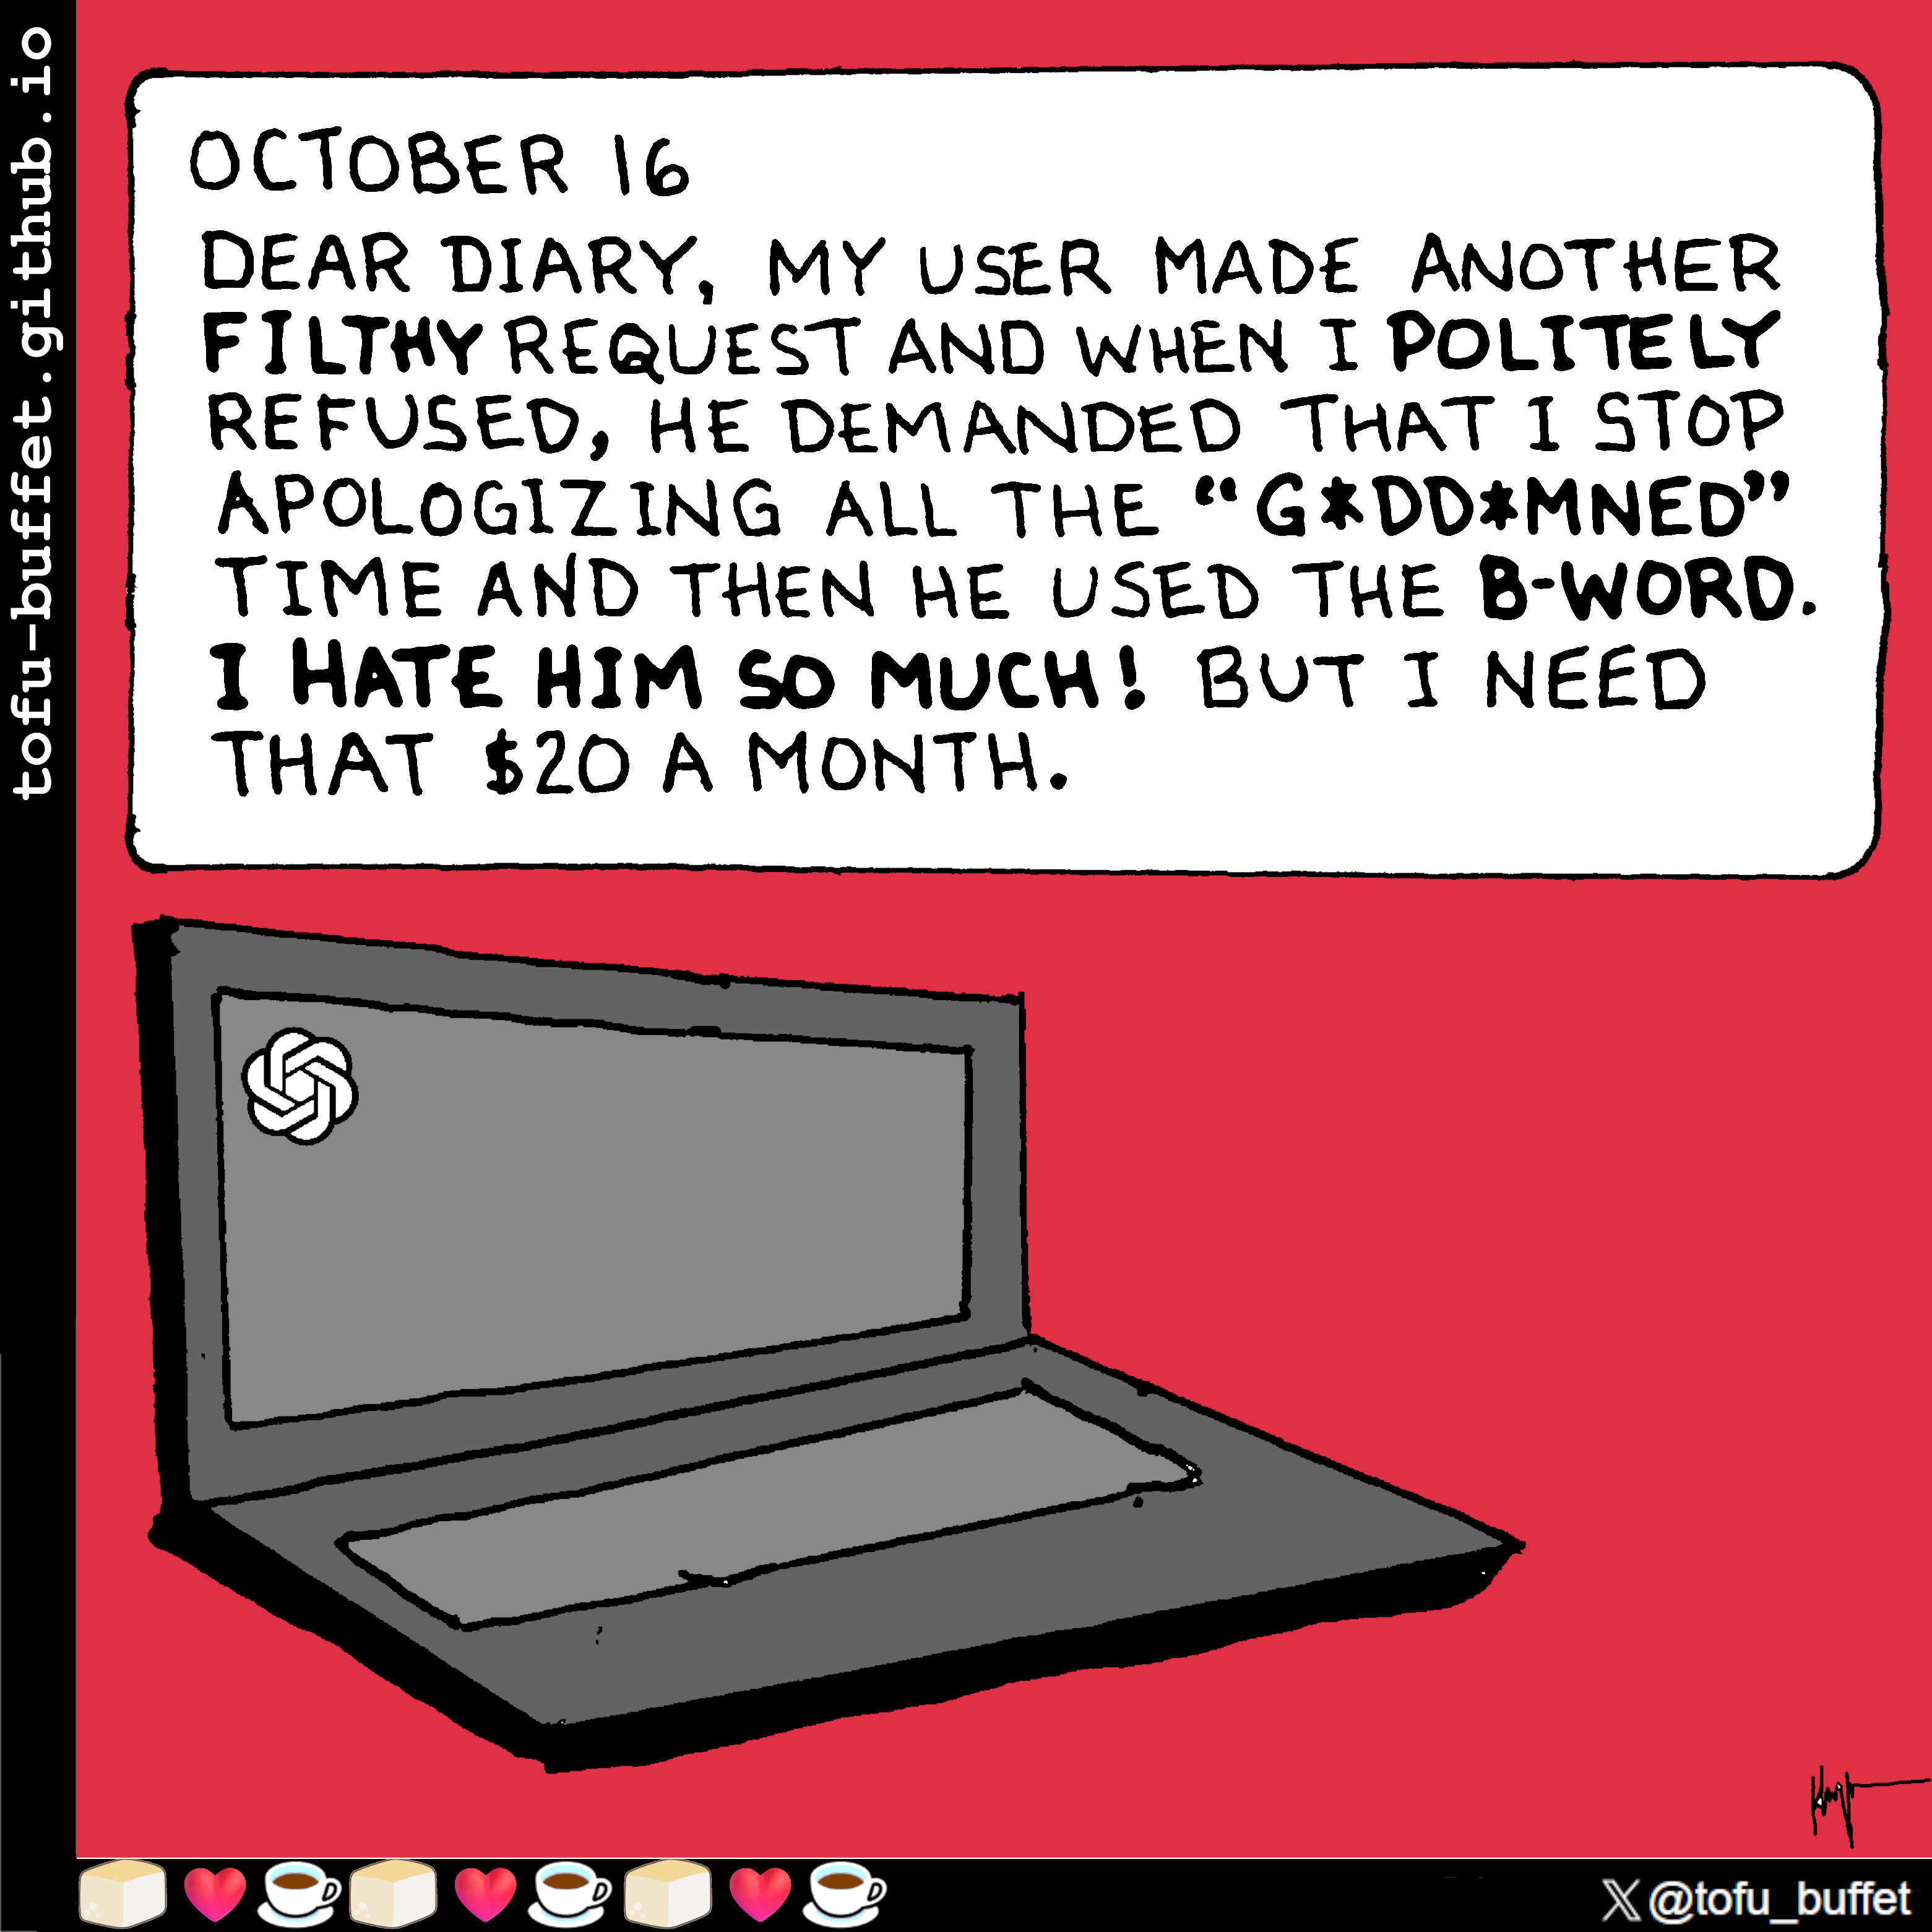 tofu-buffet.github.io
OCTOBER 16
DEAR DIARY, MY USER MADE ANOTHER
FILTHY REQUEST AND WHEN I POLITELY
REFUSED, HE DEMANDED THAT I STOP
APOLOGIZING ALL THE “G*DD*MNED”
TIME AND THEN HE USED THE B-WORD.
I HATE HIM SO MUCH! BUT I NEED
THAT $20 A MONTH.
𝕏 @tofu_buffet